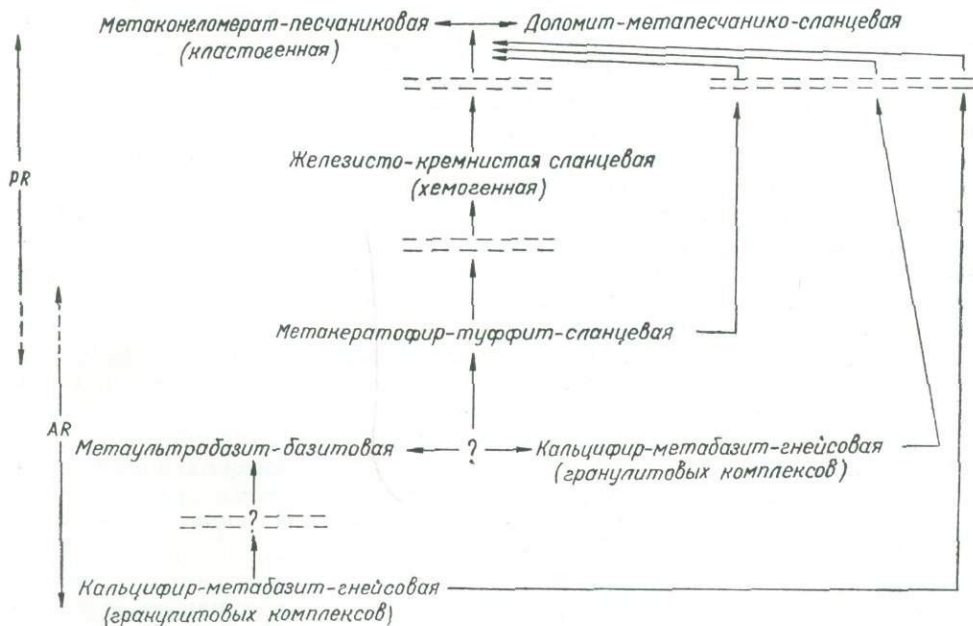 Метаконгломерат-песчаниковая Доломит-метапесчанико-сланцевая
(кластогенная)
Железисто-кремнистая сланцевая
(хемогенная)
PR
Метакератофир-туффит-сланцевая
AR
Метаультрабазит-базитовая ? Кальцифир-метабазит-гнейсовая
(гранулитовых комплексов)
?
Кальцифир-метабазит-гнейсовая
(гранулитовых комплексов)